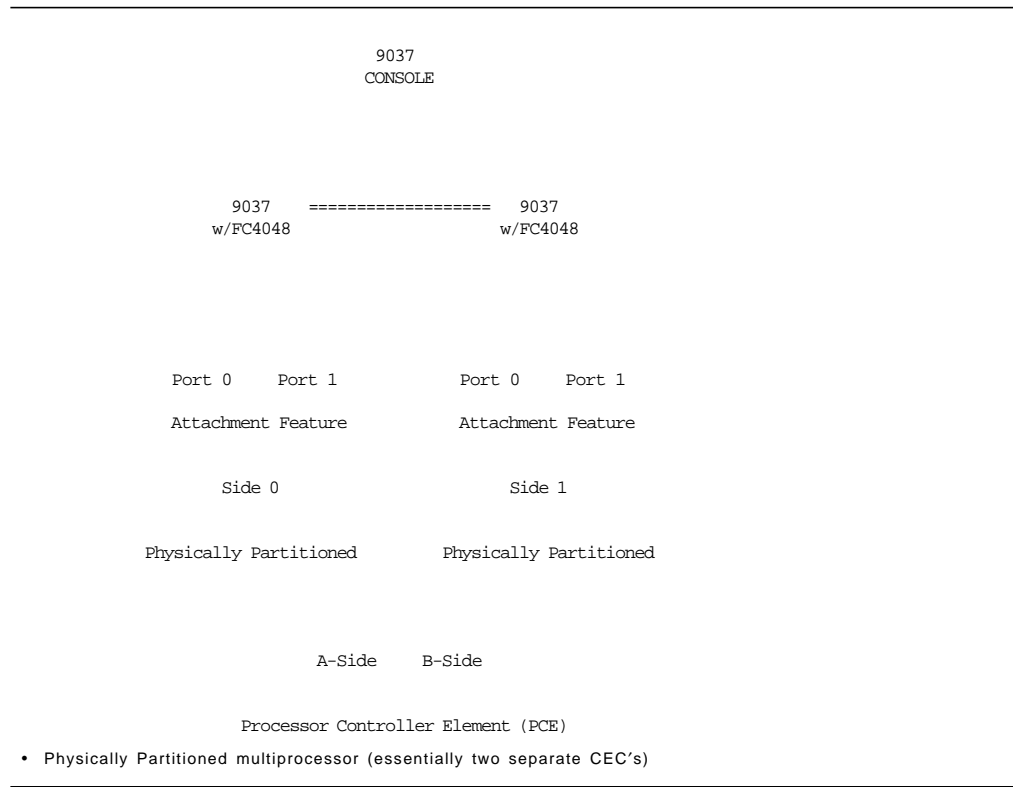 9037
CONSOLE
9037 =================== 9037
w/FC4048 w/FC4048
Port 0 Port 1 Port 0 Port 1
Attachment Feature Attachment Feature
Side 0 Side 1
Physically Partitioned Physically Partitioned
A-Side B-Side
Processor Controller Element (PCE)
• Physically Partitioned multiprocessor (essentially two separate CEC′s)